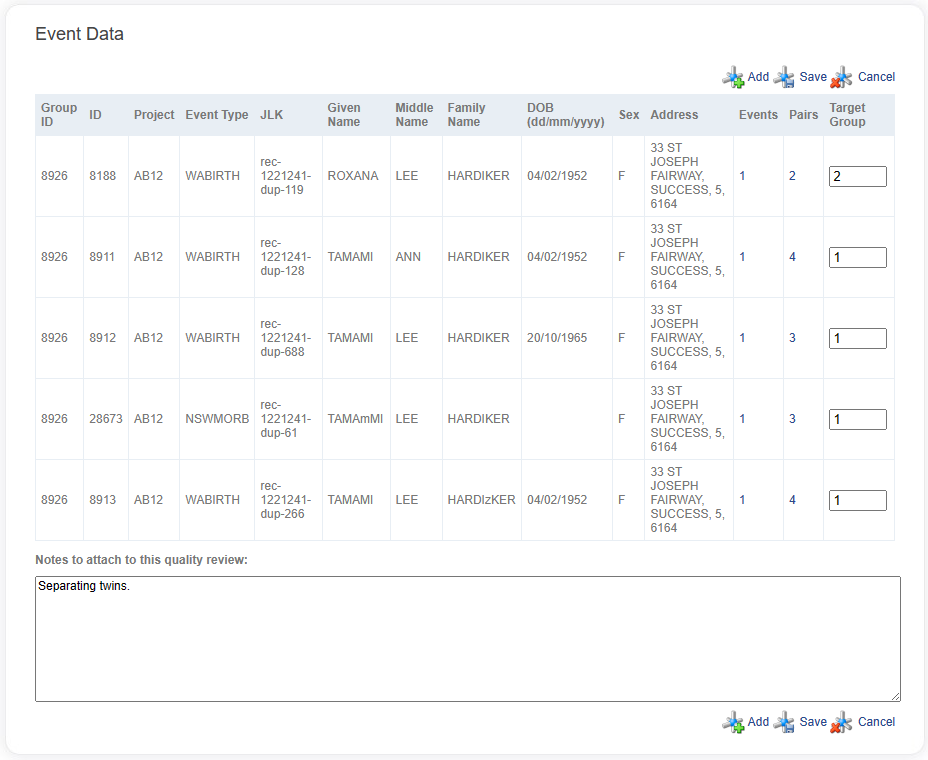 Event Data
Add Save Cancel
Group ID ID Project Event Type JLK Given Name Middle Name Family Name DOB (dd/mm/yyyy) Sex Address Events Pairs Target Group
8926 8188 AB12 WABIRTH rec-1221241-dup-119 ROXANA LEE HARDIKER 04/02/1952 F 33 ST JOSEPH FAIRWAY, SUCCESS, 5, 6164 1 2 2
8926 8911 AB12 WABIRTH rec-1221241-dup-128 TAMAMI ANN HARDIKER 04/02/1952 F 33 ST JOSEPH FAIRWAY, SUCCESS, 5, 6164 1 4 1
8926 8912 AB12 WABIRTH rec-1221241-dup-688 TAMAMI LEE HARDIKER 20/10/1965 F 33 ST JOSEPH FAIRWAY, SUCCESS, 5, 6164 1 3 1
8926 28673 AB12 NSWMORB rec-1221241-dup-61 TAMAmMI LEE HARDIKER F 33 ST JOSEPH FAIRWAY, SUCCESS, 5, 6164 1 3 1
8926 8913 AB12 WABIRTH rec-1221241-dup-266 TAMAMI LEE HARDIzKER 04/02/1952 F 33 ST JOSEPH FAIRWAY, SUCCESS, 5, 6164 1 4 1
Notes to attach to this quality review:
Separating twins.
Add Save Cancel